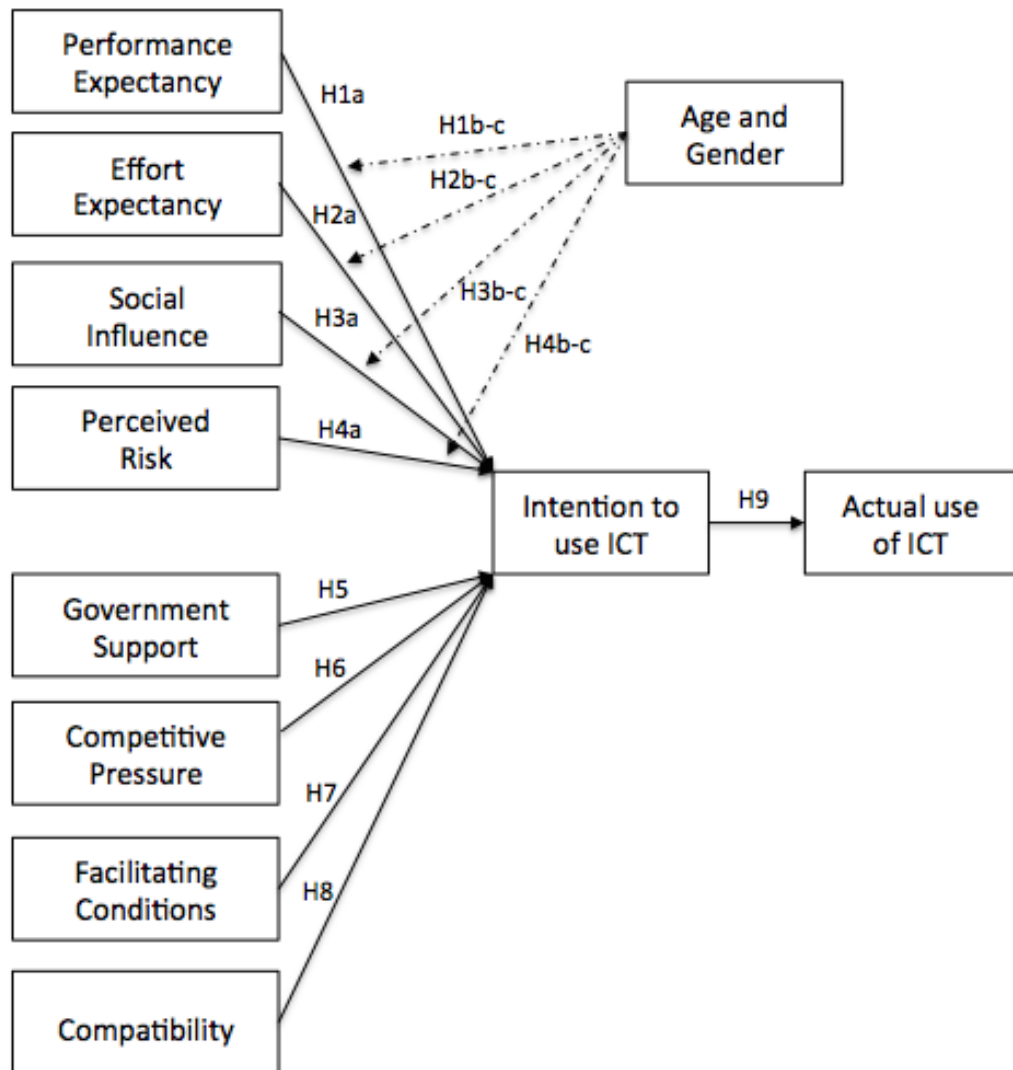 Performance
Expectancy
H1a
Age and
Gender
H1b-c
Effort
Expectancy
H2b-c
H2a
Social
Influence
H3a
H3b-c
H4b-c
Perceived
Risk
H4a
Intention to
use ICT
H9
Actual use
of ICT
Government
Support
H5
H6
Competitive
Pressure
H7
Facilitating
Conditions
H8
Compatibility